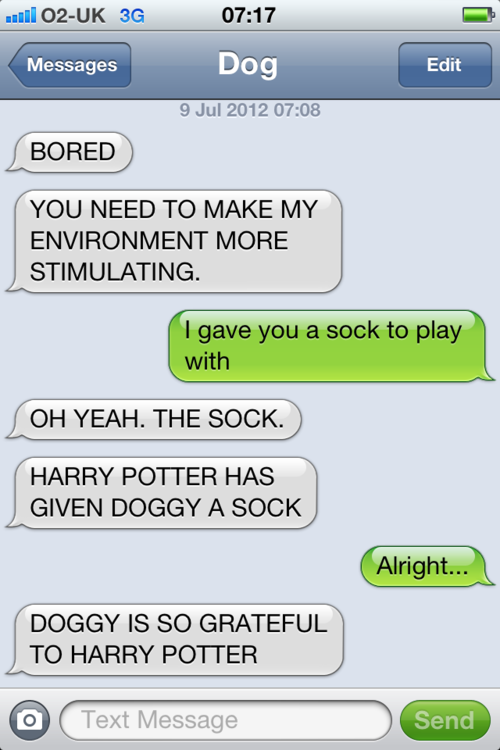 O2-UK 3G 07:17
Messages Dog Edit
9 Jul 2012 07:08
BORED
YOU NEED TO MAKE MY
ENVIRONMENT MORE
STIMULATING.
I gave you a sock to play
with
OH YEAH. THE SOCK.
HARRY POTTER HAS
GIVEN DOGGY A SOCK
Alright...
DOGGY IS SO GRATEFUL
TO HARRY POTTER
Text Message Send